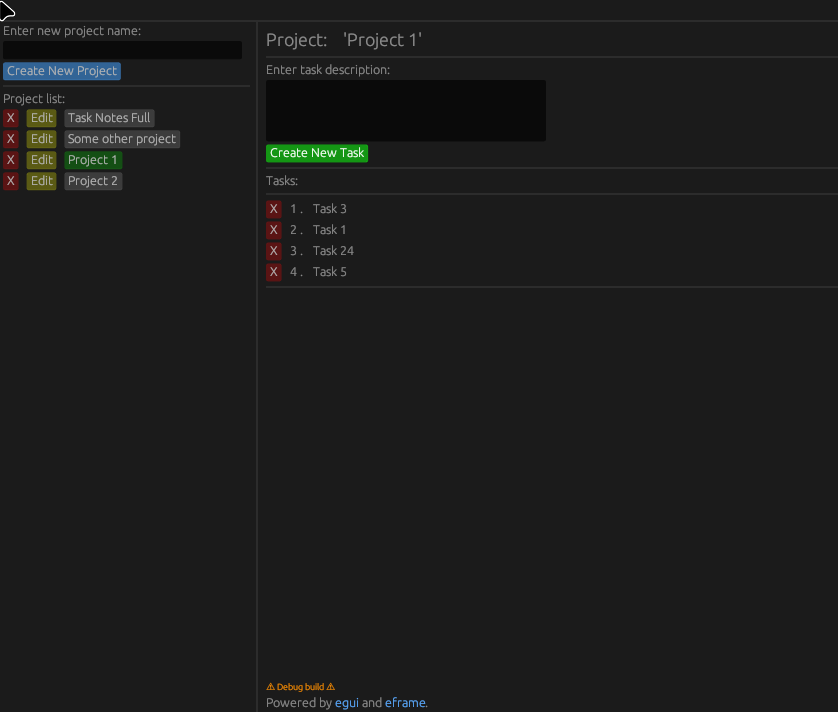 Enter new project name:
Create New Project
Project list:
X Edit Task Notes Full
X Edit Some other project
X Edit Project 1
X Edit Project 2
Project: 'Project 1'
Enter task description:
Create New Task
Tasks:
X 1 . Task 3
X 2 . Task 1
X 3 . Task 24
X 4 . Task 5
⚠ Debug build ⚠
Powered by egui and eframe.